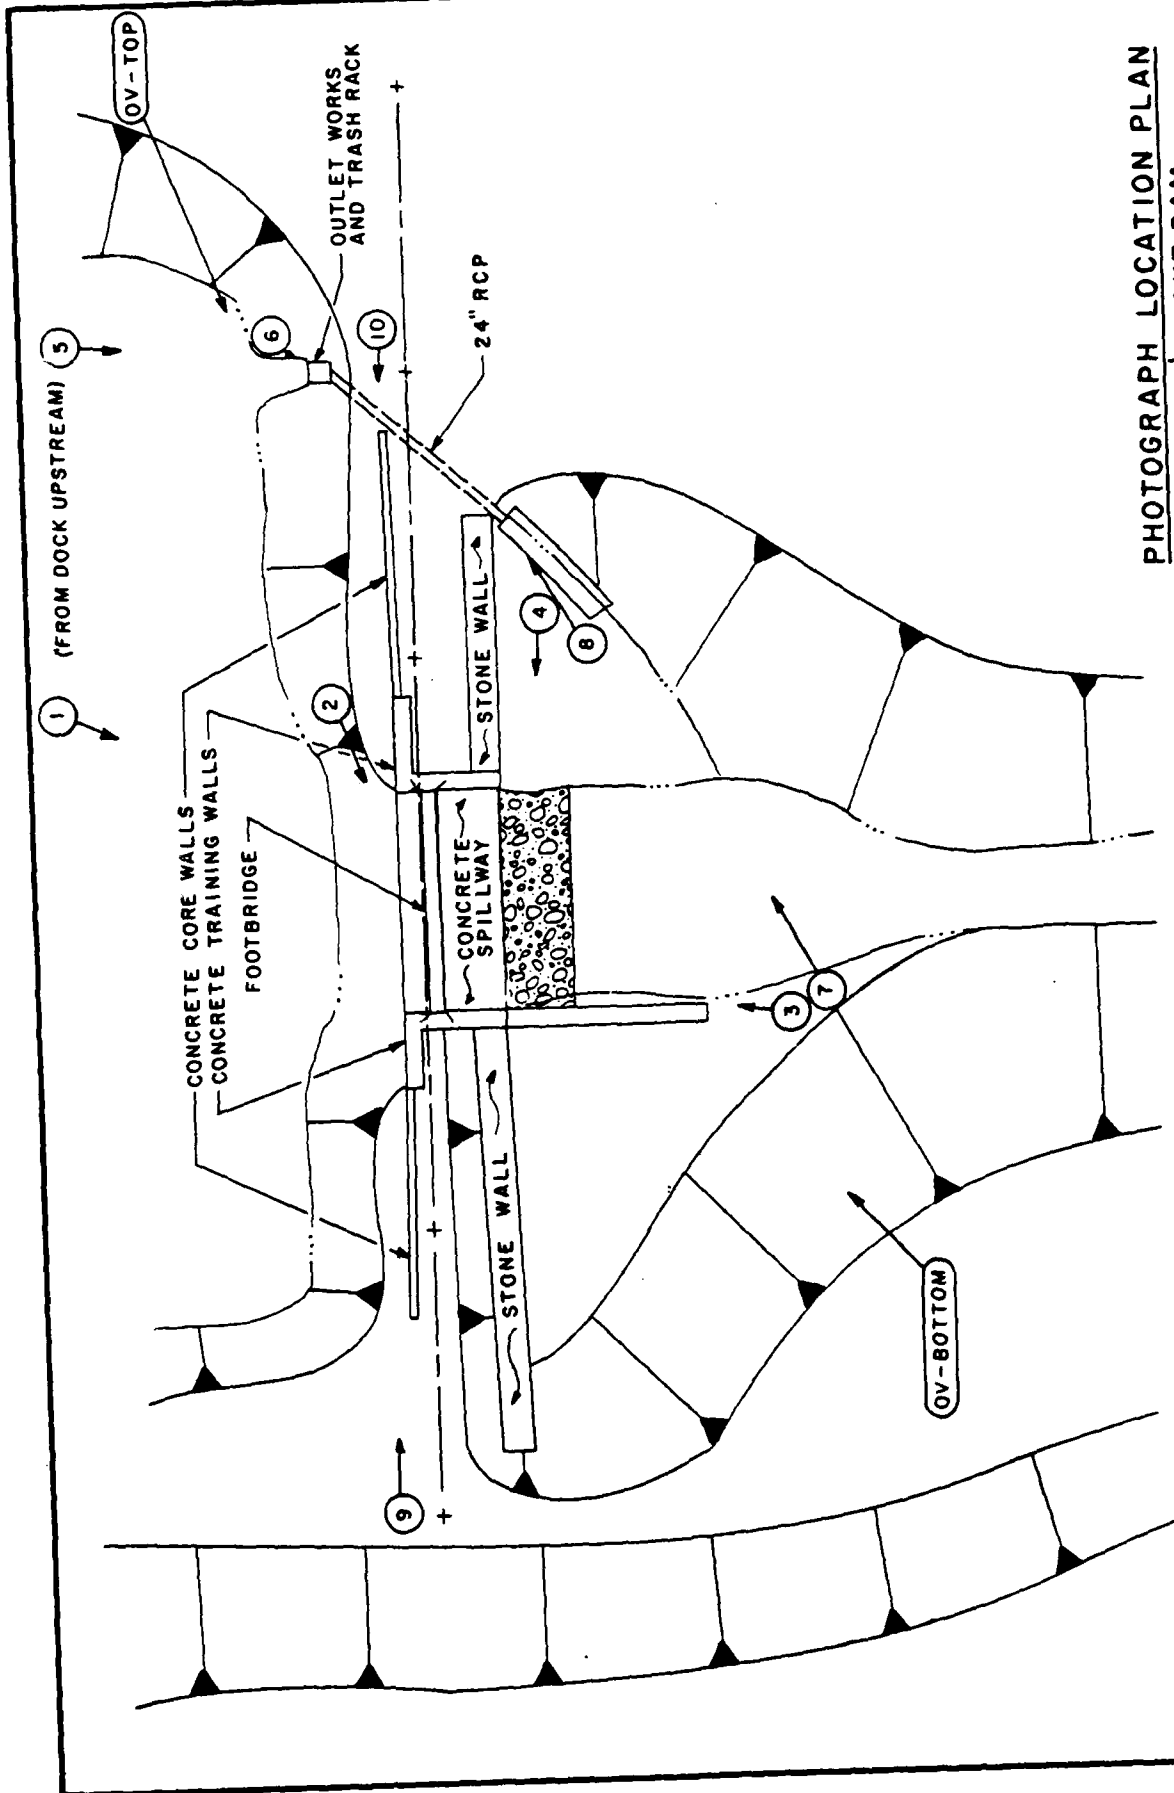 OV-TOP
OUTLET WORKS
AND TRASH RACK
(FROM DOCK UPSTREAM)
5
1
6
10
24" RCP
CONCRETE CORE WALLS
CONCRETE TRAINING WALLS
FOOTBRIDGE
2
STONE WALL
4
8
CONCRETE
SPILLWAY
3
7
STONE WALL
9
OV-BOTTOM
PHOTOGRAPH LOCATION PLAN